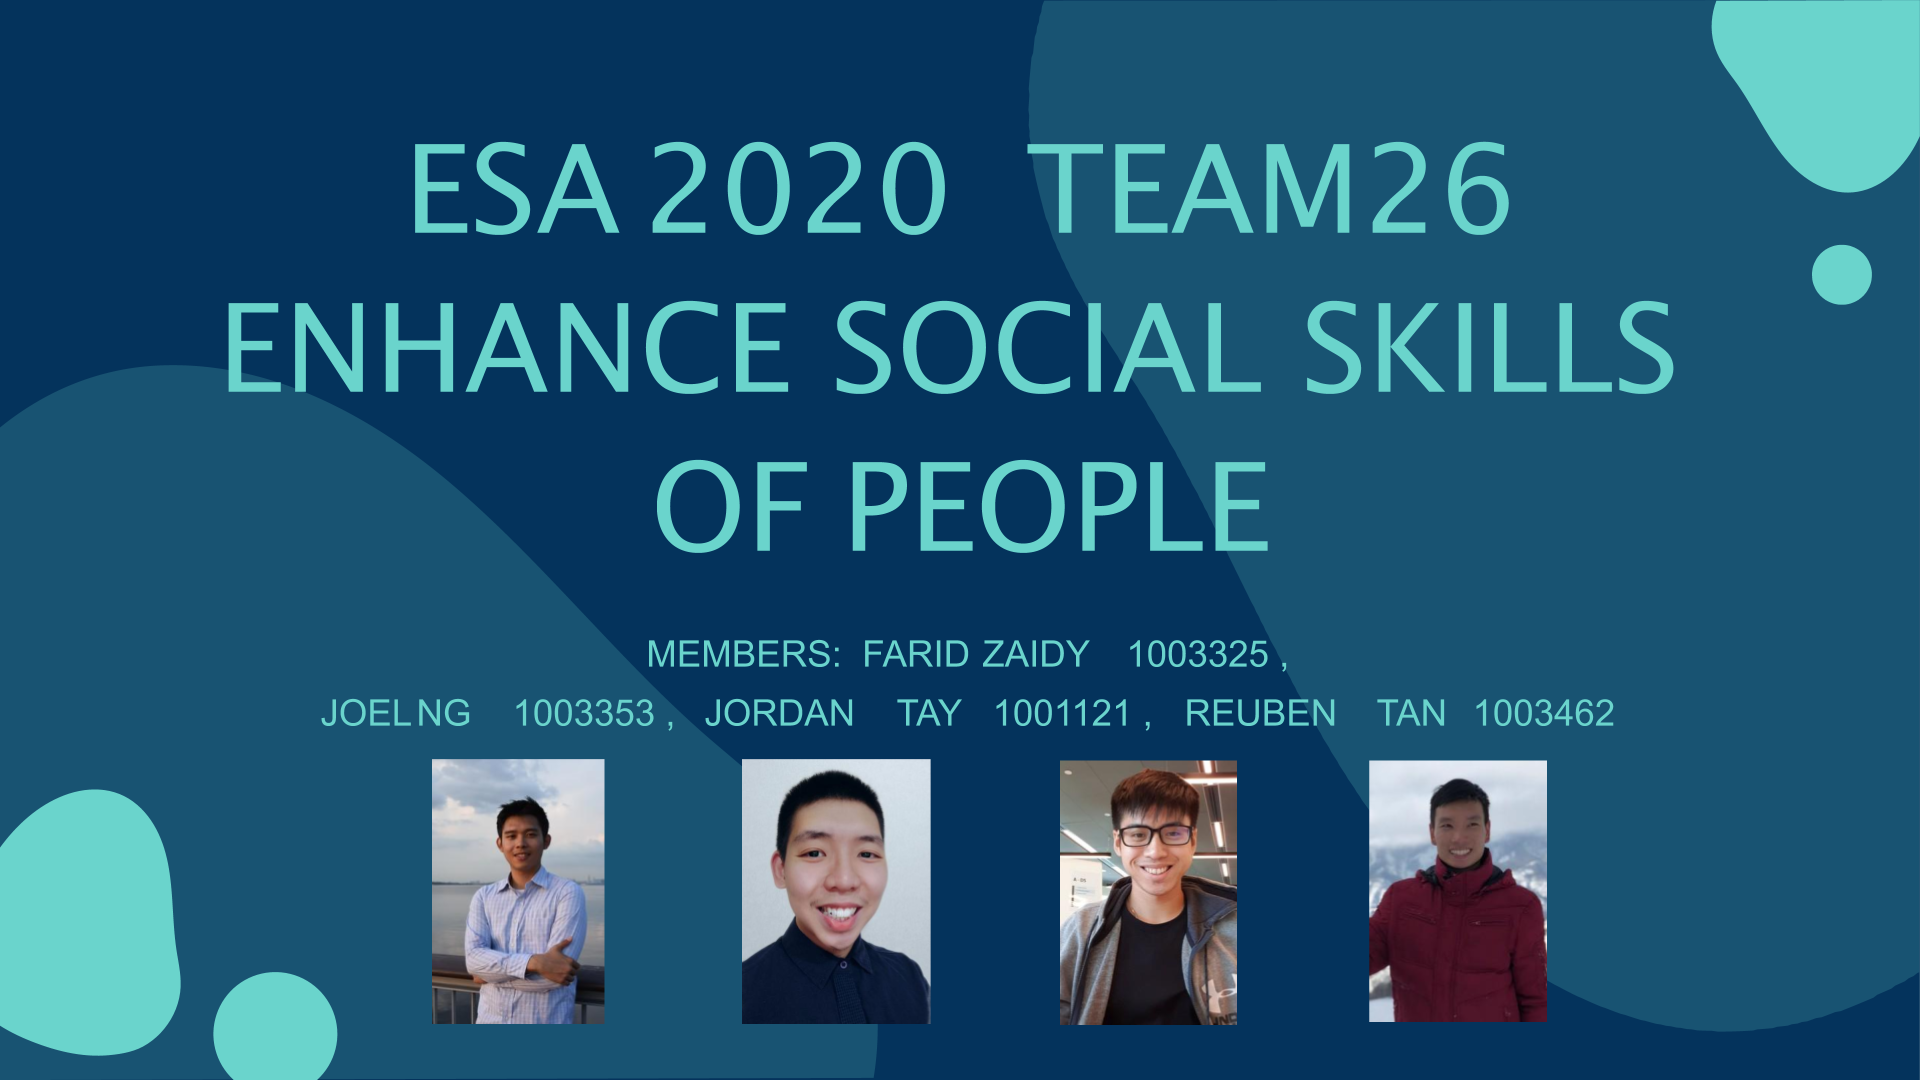 ESA 2020 TEAM26
ENHANCE SOCIAL SKILLS
OF PEOPLE
MEMBERS: FARID ZAIDY 1003325 ,
JOEL NG 1003353 , JORDAN TAY 1001121 , REUBEN TAN 1003462